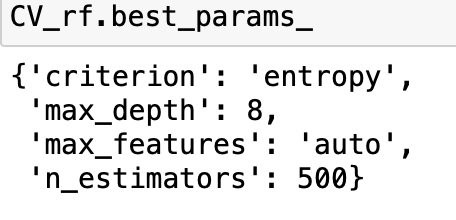 CV_rf.best_params_
{'criterion': 'entropy',
'max_depth': 8,
'max_features': 'auto',
'n_estimators': 500}